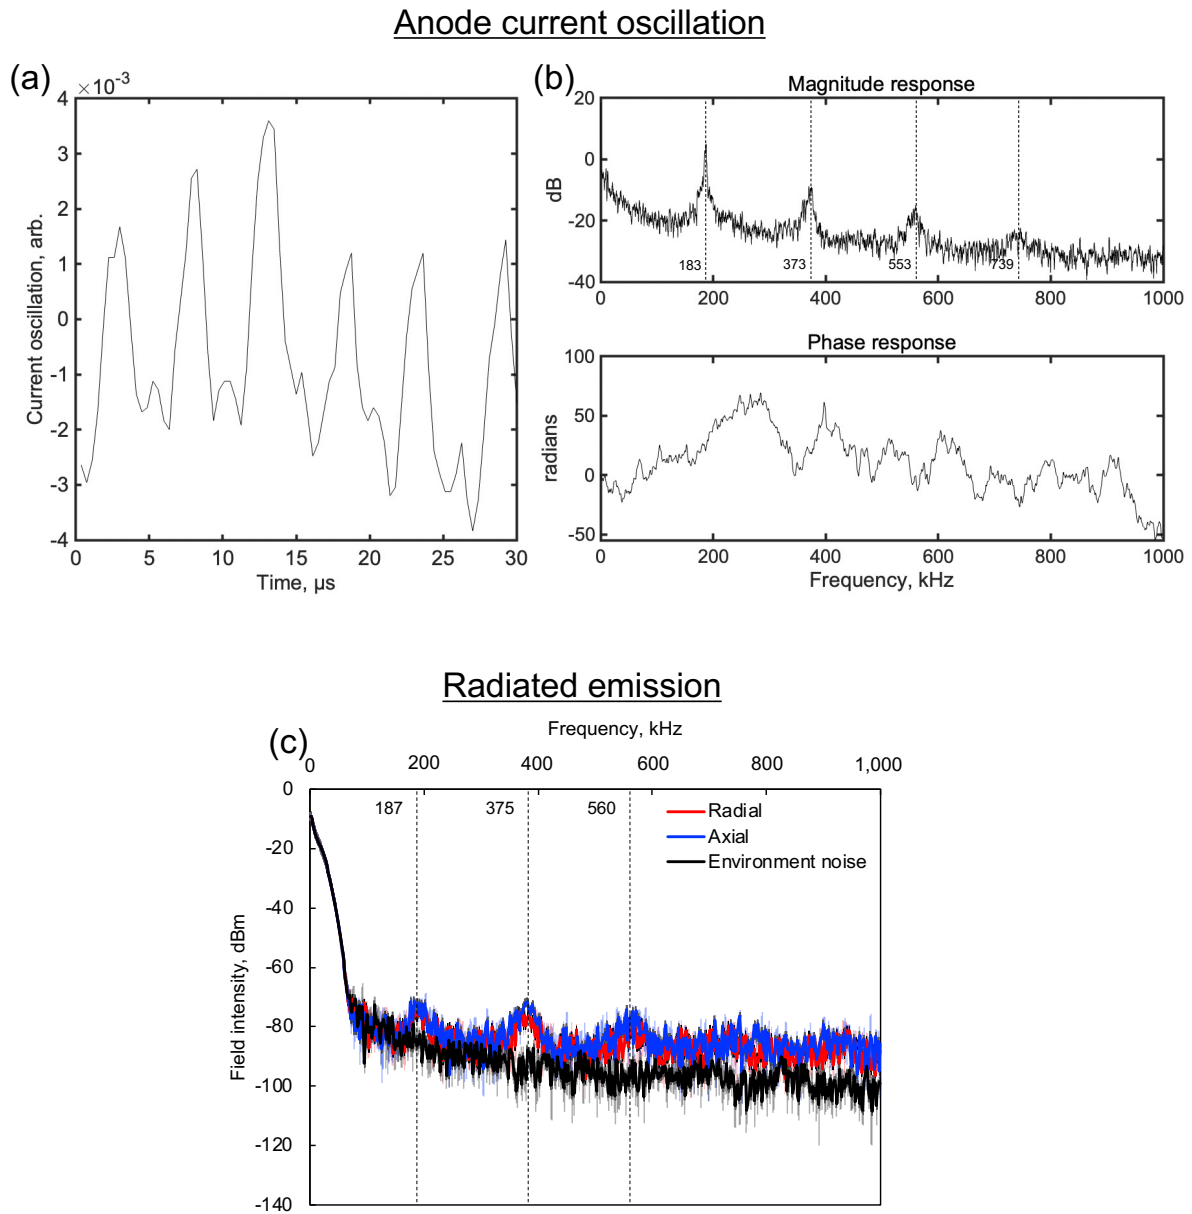 Anode current oscillation
(a)
×10-3
4
3
2
1
0
-1
-2
-3
-4
Current oscillation, arb.
0 5 10 15 20 25 30
Time, µs
(b)
Magnitude response
20
0
-20
-40
dB
183 373 553 739
0 200 400 600 800 1000
Phase response
100
50
0
-50
radians
0 200 400 600 800 1000
Frequency, kHz
Radiated emission
(c)
Frequency, kHz
0 200 400 600 800 1,000
0
-20
-40
-60
-80
-100
-120
-140
Field intensity, dBm
187 375 560
Radial
Axial
Environment noise